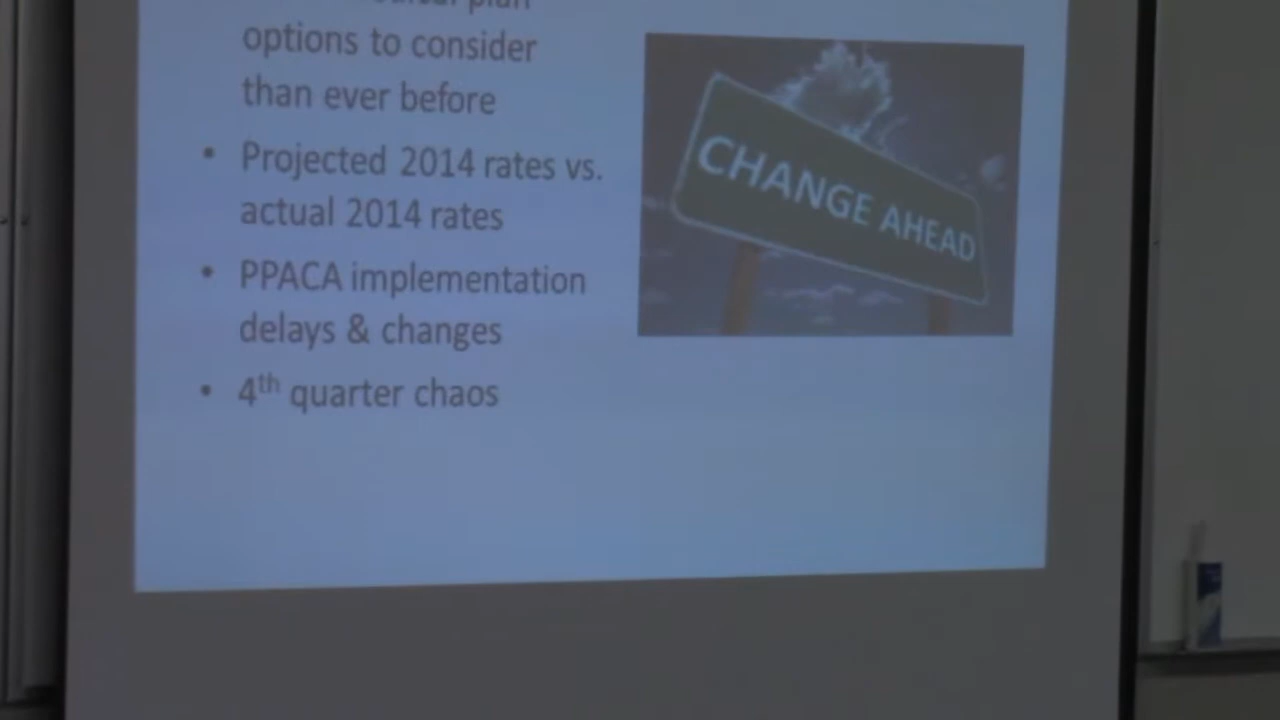 plan
options to consider
than ever before
• Projected 2014 rates vs.
actual 2014 rates
• PPACA implementation
delays & changes
• 4th quarter chaos
CHANGE AHEAD